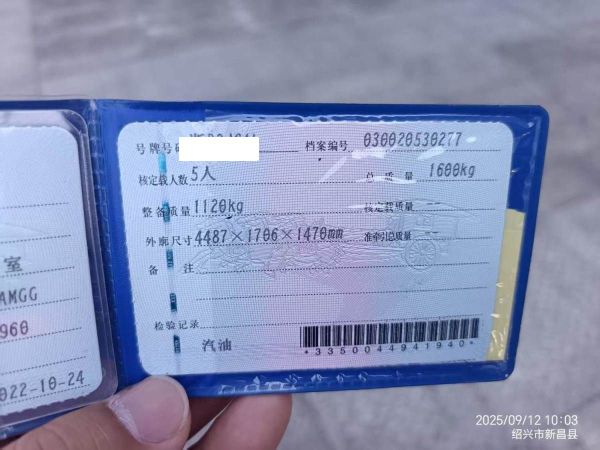 号牌号码
档案编号 030020530277
核定载人数 5人
总质量 1600kg
整备质量 1120kg
核定载质量
外廓尺寸 4487×1706×1470mm
准牵引总质量
备注
检验记录
汽油
*3350044941940*
室
AMGG
960
022-10-24
2025/09/12 10:03
绍兴市新昌县